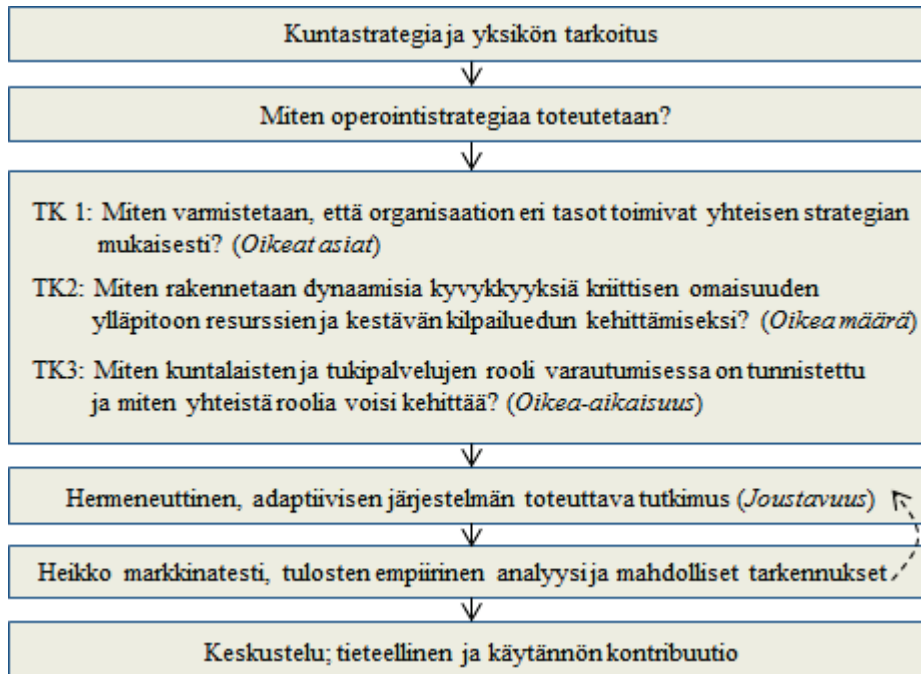 Kuntastrategia ja yksikön tarkoitus
Miten operointistrategiaa toteutetaan?
TK 1: Miten varmistetaan, että organisaation eri tasot toimivat yhteisen strategian
mukaisesti? (Oikeat asiat)
TK2: Miten rakennetaan dynaamisia kyvykkyyksiä kriittisen omaisuuden
ylläpitoon resurssien ja kestävän kilpailuedun kehittämiseksi? (Oikea määrä)
TK3: Miten kuntalaisten ja tukipalvelujen rooli varautumisessa on tunnistettu
ja miten yhteistä roolia voisi kehittää? (Oikea-aikaisuus)
Hermeneuttinen, adaptiivisen järjestelmän toteuttava tutkimus (Joustavuus)
Heikko markkinatesti, tulosten empiirinen analyysi ja mahdolliset tarkennukset
Keskustelu; tieteellinen ja käytännön kontribuutio